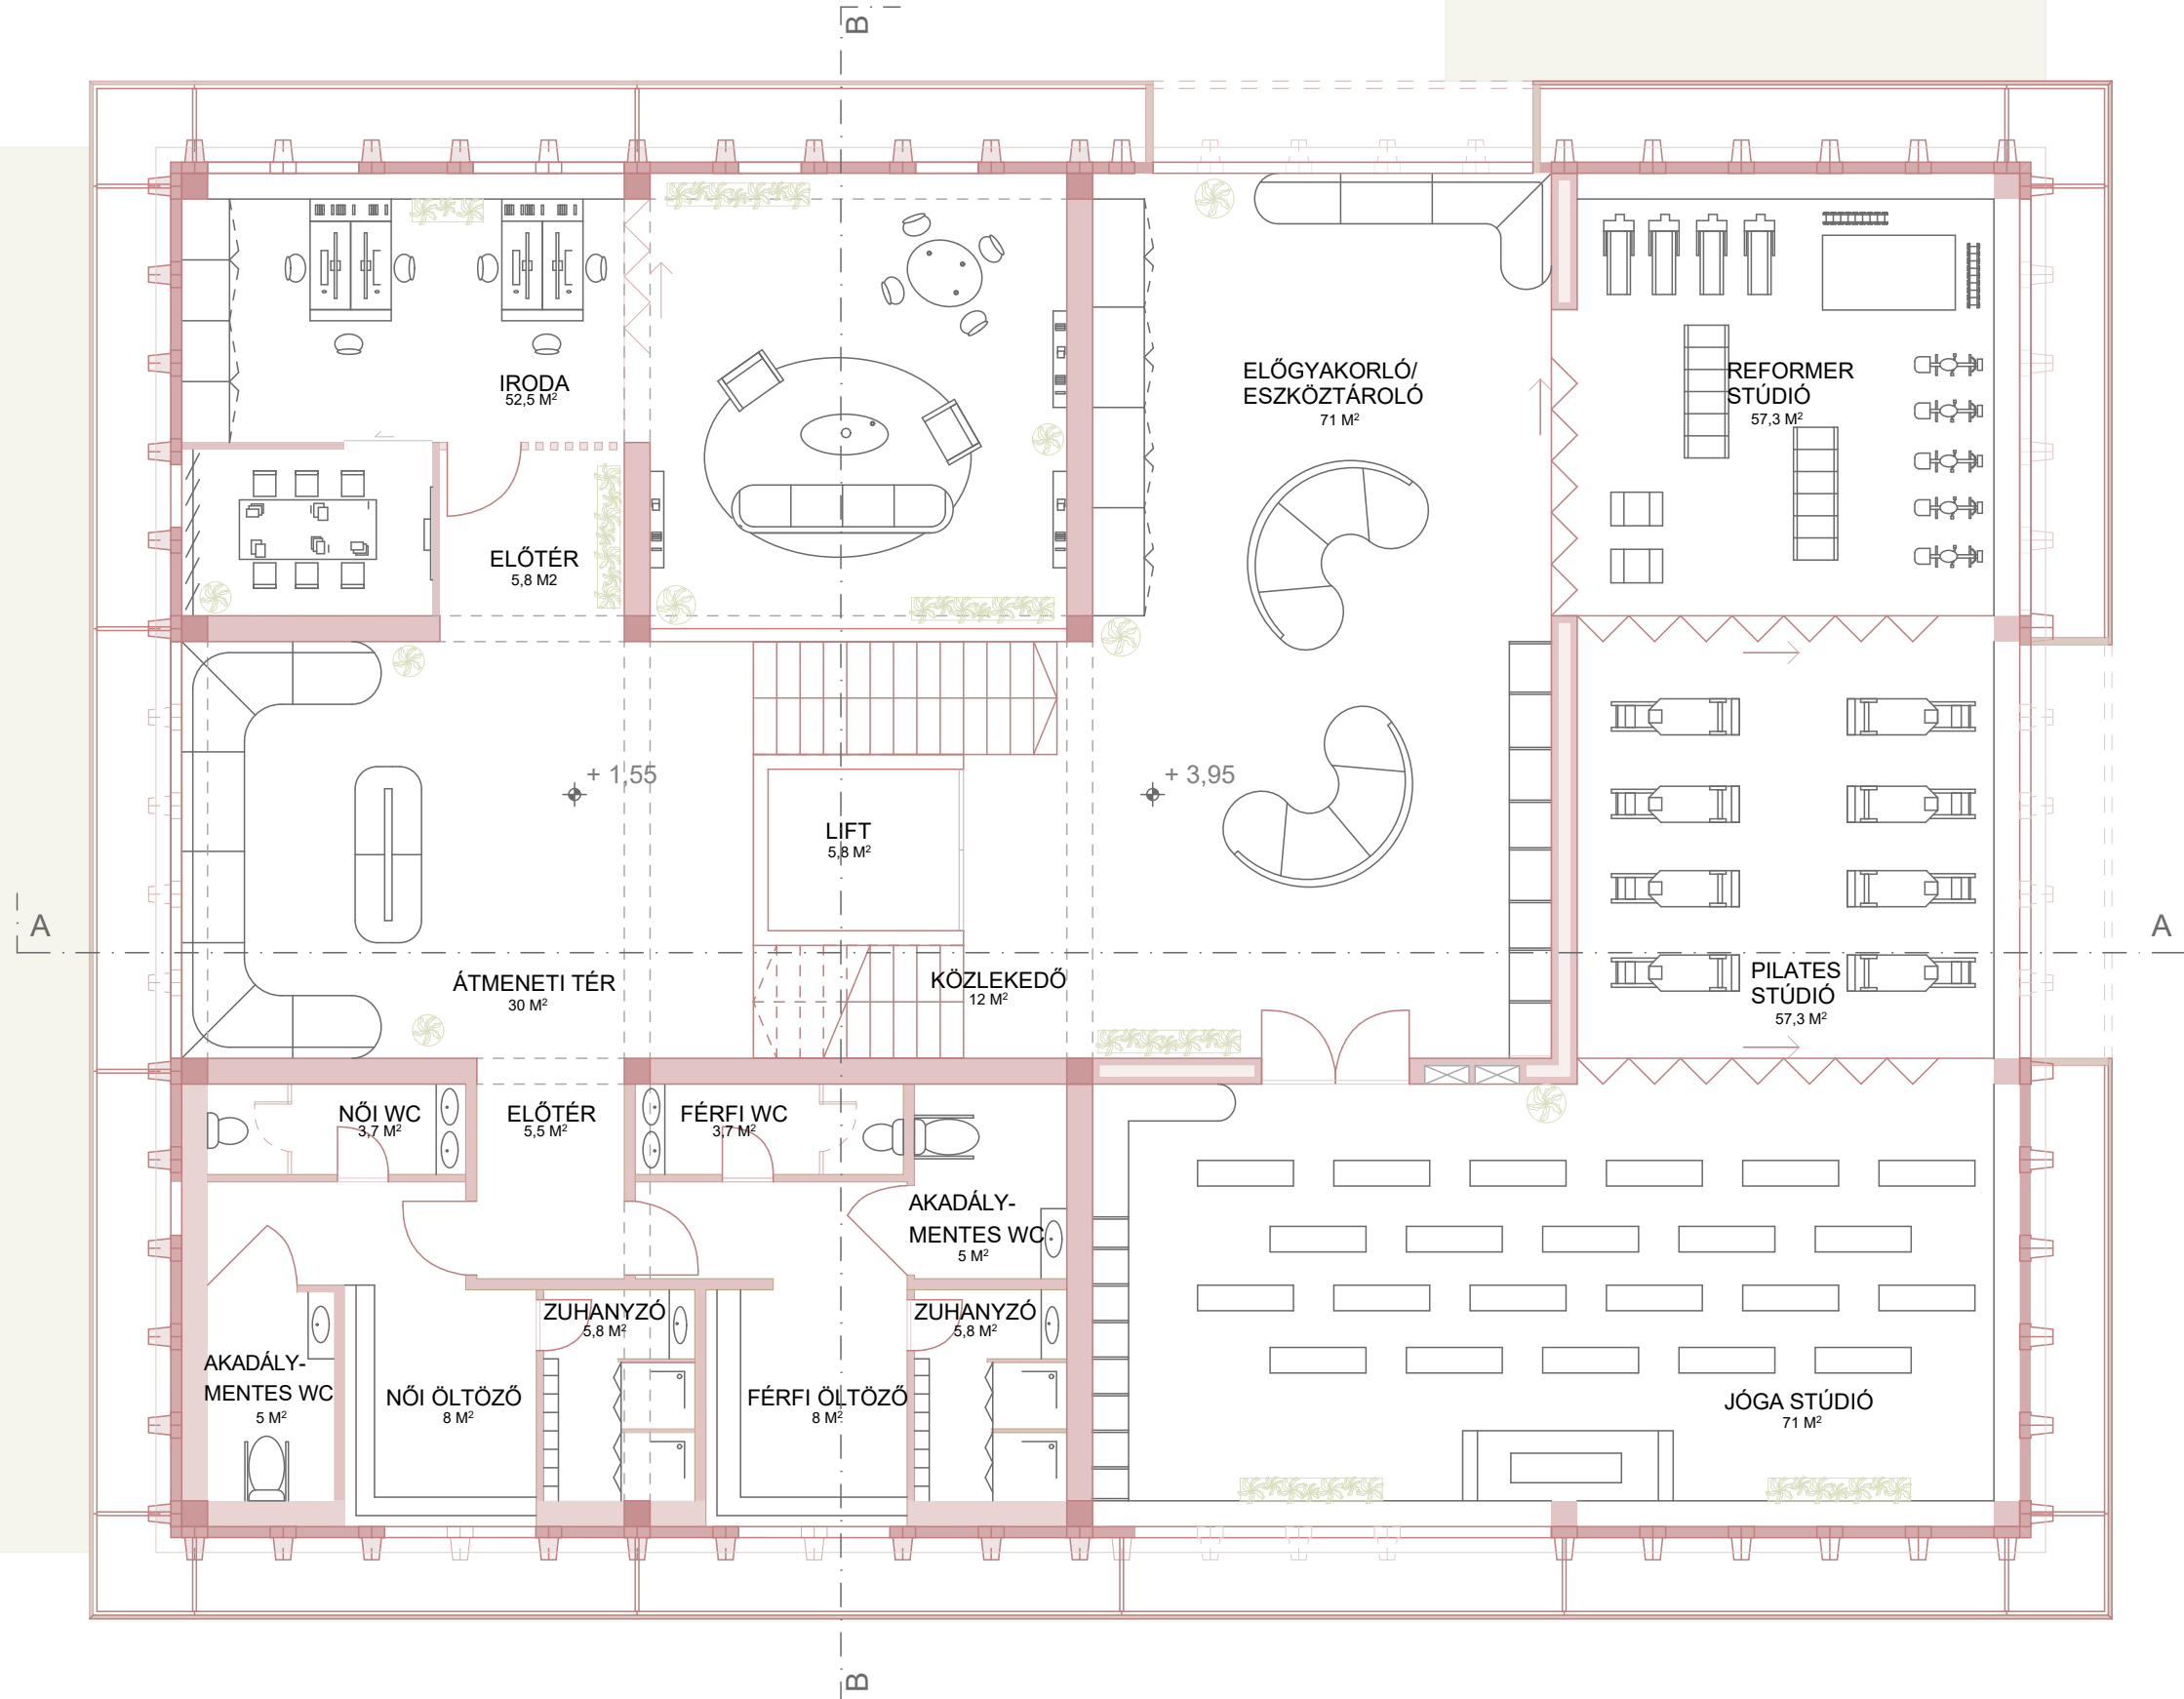 B
IRODA
52,5 M²
ELŐTÉR
5,8 M2
ELŐGYAKORLÓ/
ESZKÖZTÁROLÓ
71 M²
REFORMER
STÚDIÓ
57,3 M²
+ 1,55
+ 3,95
LIFT
5,8 M²
A
A
ÁTMENETI TÉR
30 M²
KÖZLEKEDŐ
12 M²
PILATES
STÚDIÓ
57,3 M²
NŐI WC
3,7 M²
ELŐTÉR
5,5 M²
FÉRFI WC
3,7 M²
AKADÁLY-
MENTES WC
5 M²
ZUHANYZÓ
5,8 M²
ZUHANYZÓ
5,8 M²
AKADÁLY-
MENTES WC
5 M²
NŐI ÖLTÖZŐ
8 M²
FÉRFI ÖLTÖZŐ
8 M²
JÓGA STÚDIÓ
71 M²
B